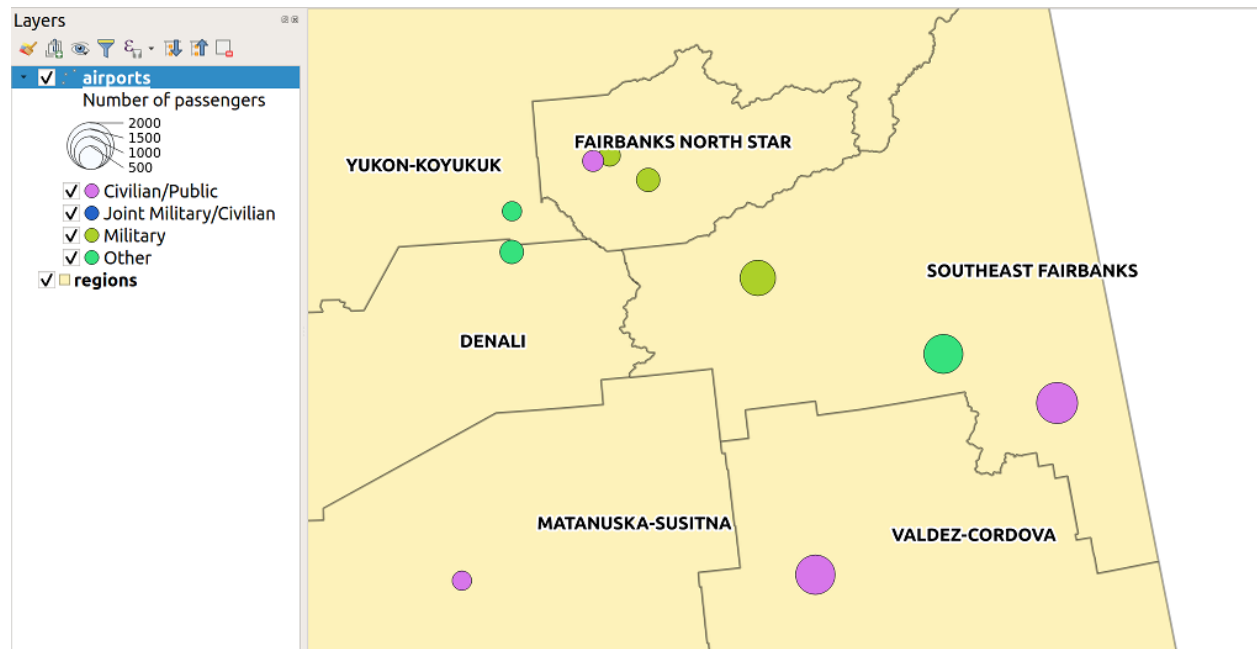 Layers
airports
Number of passengers
2000
1500
1000
500
Civilian/Public
Joint Military/Civilian
Military
Other
regions
FAIRBANKS NORTH STAR
YUKON-KOYUKUK
SOUTHEAST FAIRBANKS
DENALI
MATANUSKA-SUSITNA
VALDEZ-CORDOVA